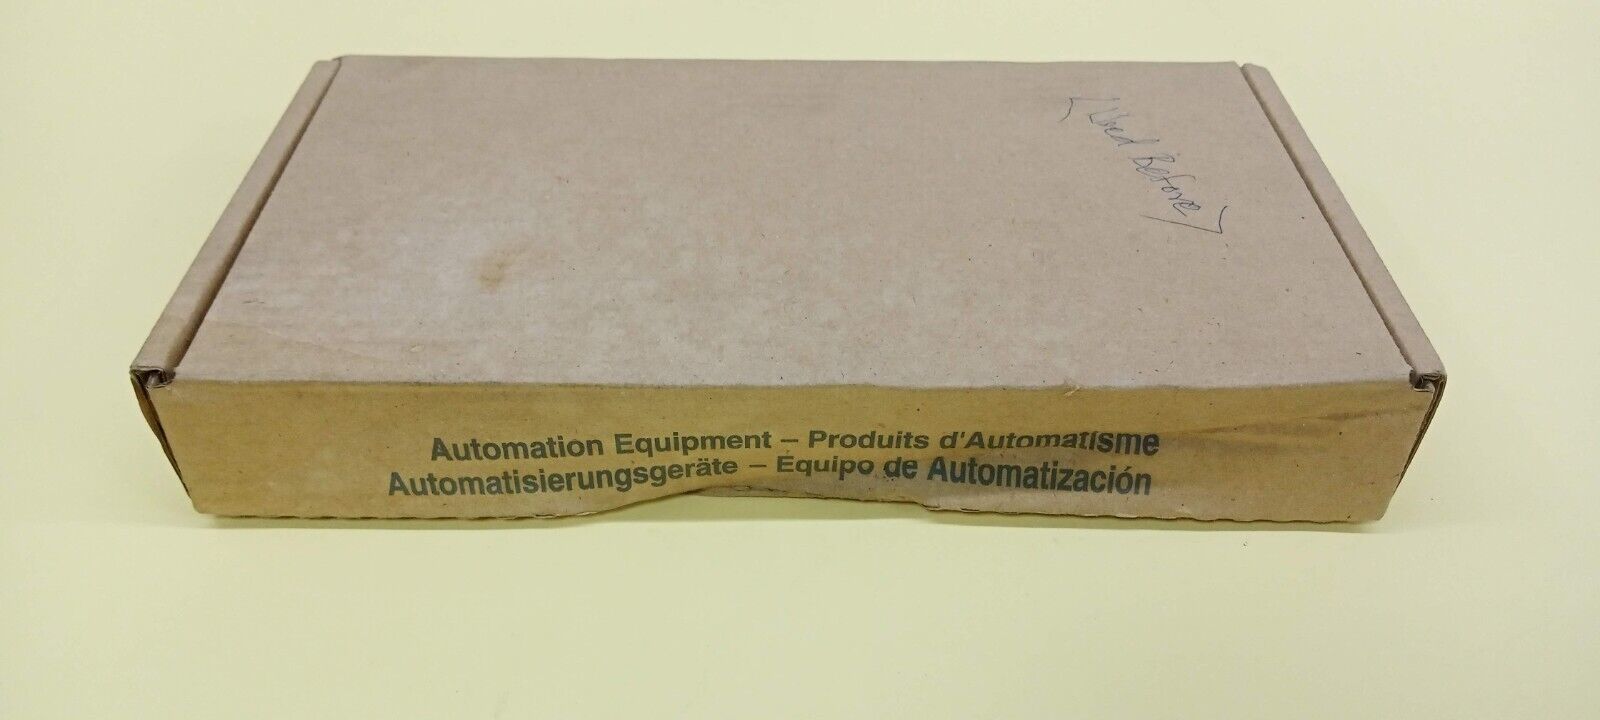 (Used Before)
Automation Equipment – Produits d'Automatisme
Automatisierungsgeräte – Equipo de Automatización